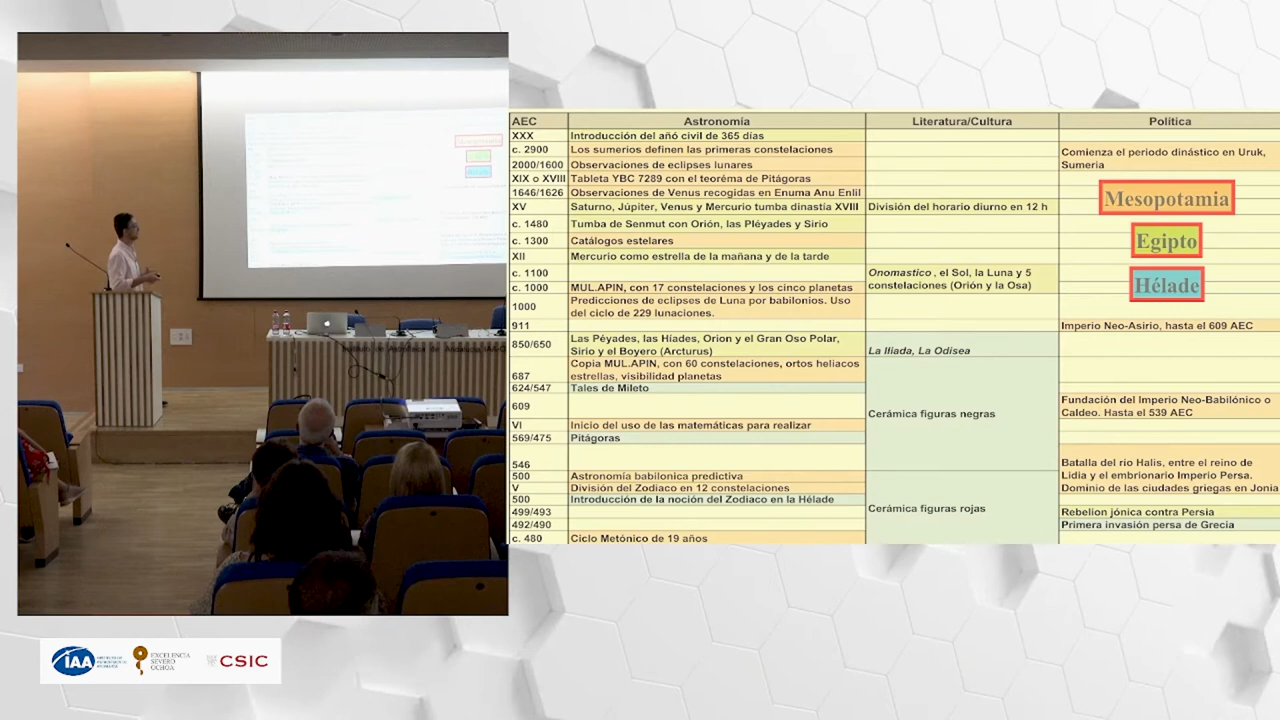 AEC Astronomía Literatura/Cultura Política
XXX Introducción del añó civil de 365 días
c. 2900 Los sumerios definen las primeras constelaciones
Comienza el periodo dinástico en Uruk,
Sumeria
2000/1600 Observaciones de eclipses lunares
XIX o XVIII Tableta YBC 7289 con el teoréma de Pitágoras
1646/1626 Observaciones de Venus recogidas en Enuma Anu Enlil
Mesopotamia
XV Saturno, Júpiter, Venus y Mercurio tumba dinastía XVIII División del horario diurno en 12 h
c. 1480 Tumba de Senmut con Orión, las Pléyades y Sirio
c. 1300 Catálogos estelares
Egipto
XII Mercurio como estrella de la mañana y de la tarde
c. 1100
Onomastico, el Sol, la Luna y 5
constelaciones (Orión y la Osa)
Hélade
c. 1000 MUL.APIN, con 17 constelaciones y los cinco planetas
1000
Predicciones de eclipses de Luna por babilonios. Uso
del ciclo de 229 lunaciones.
911 Imperio Neo-Asirio, hasta el 609 AEC
850/650
Las Péyades, las Híades, Orion y el Gran Oso Polar,
Sirio y el Boyero (Arcturus)
La Iliada, La Odisea
687
Copia MUL.APIN, con 60 constelaciones, ortos heliacos
estrellas, visibilidad planetas
624/547 Tales de Mileto
609
Fundación del Imperio Neo-Babilónico o
Caldeo. Hasta el 539 AEC
Cerámica figuras negras
VI Inicio del uso de las matemáticas para realizar
569/475 Pitágoras
546
Batalla del río Halis, entre el reino de
Lidia y el embrionario Imperio Persa.
Dominio de las ciudades griegas en Jonia
500 Astronomía babilonica predictiva
V División del Zodiaco en 12 constelaciones
500 Introducción de la noción del Zodiaco en la Hélade
Cerámica figuras rojas
499/493 Rebelion jónica contra Persia
492/490 Primera invasión persa de Grecia
c. 480 Ciclo Metónico de 19 años
IAA
EXCELENCIA
SEVERO
OCHOA
CSIC